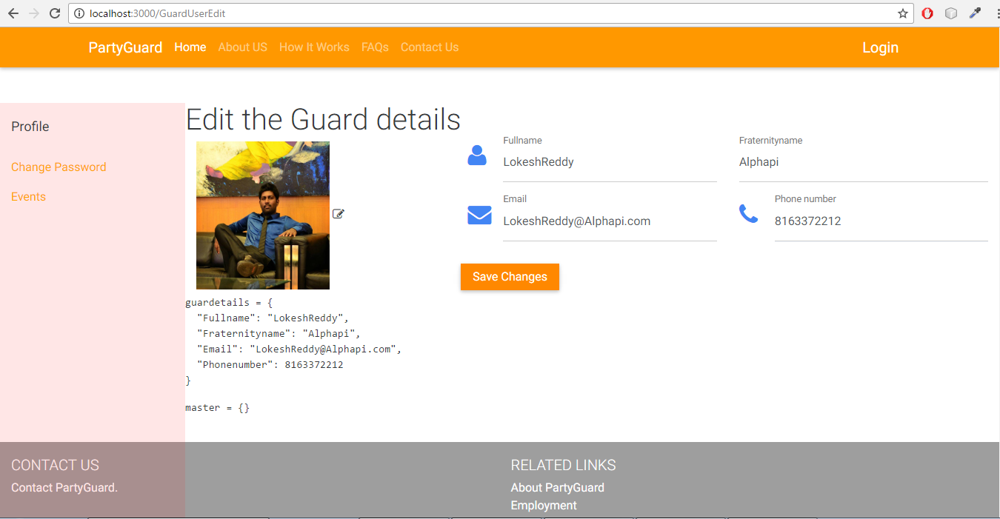 localhost:3000/GuardUserEdit
PartyGuard Home About US How It Works FAQs Contact Us Login
Profile
Change Password
Events
Edit the Guard details
Fullname Fraternityname
LokeshReddy Alphapi
Email Phone number
LokeshReddy@Alphapi.com 8163372212
Save Changes
guardetails = {
"Fullname": "LokeshReddy",
"Fraternityname": "Alphapi",
"Email": "LokeshReddy@Alphapi.com",
"Phonenumber": 8163372212
}
master = {}
CONTACT US RELATED LINKS
Contact PartyGuard. About PartyGuard
Employment